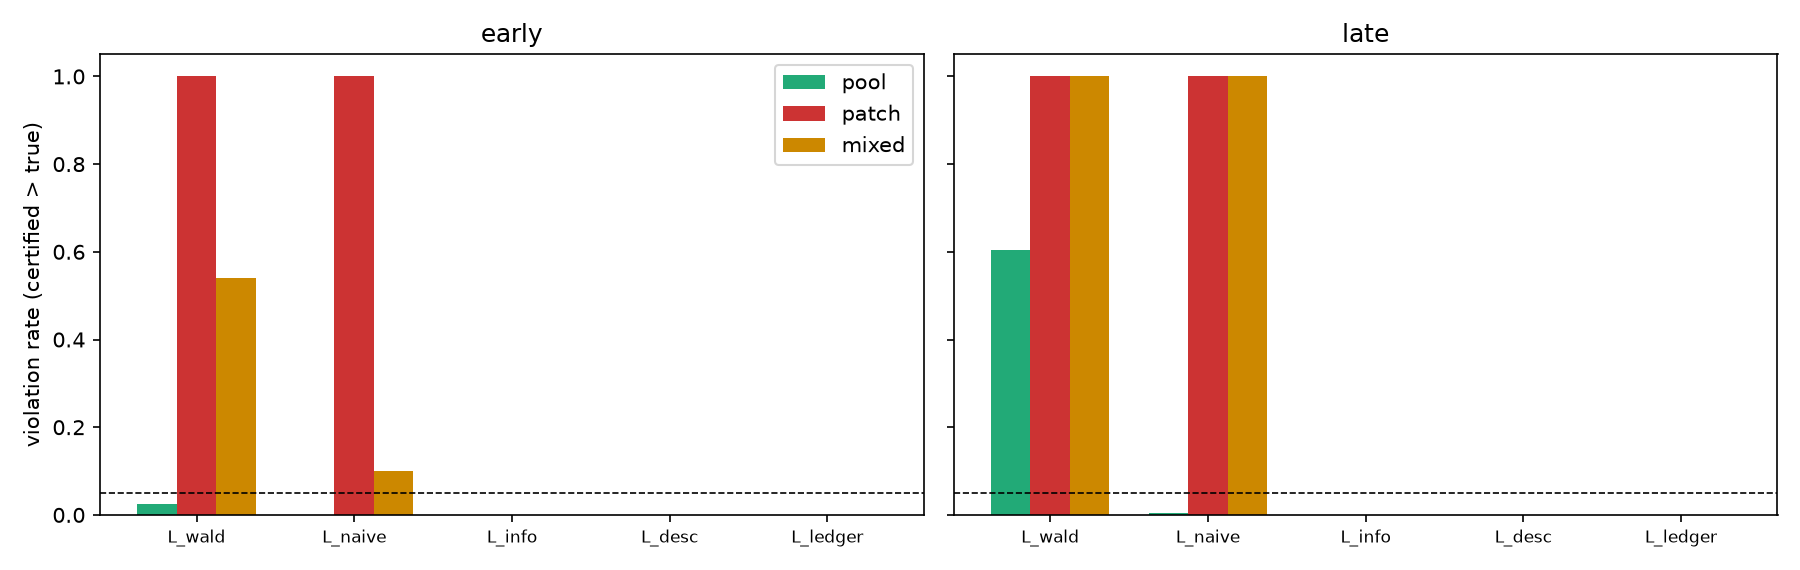 early
late
violation rate (certified > true)
1.0
0.8
0.6
0.4
0.2
0.0
pool
patch
mixed
L_wald
L_naive
L_info
L_desc
L_ledger
L_wald
L_naive
L_info
L_desc
L_ledger